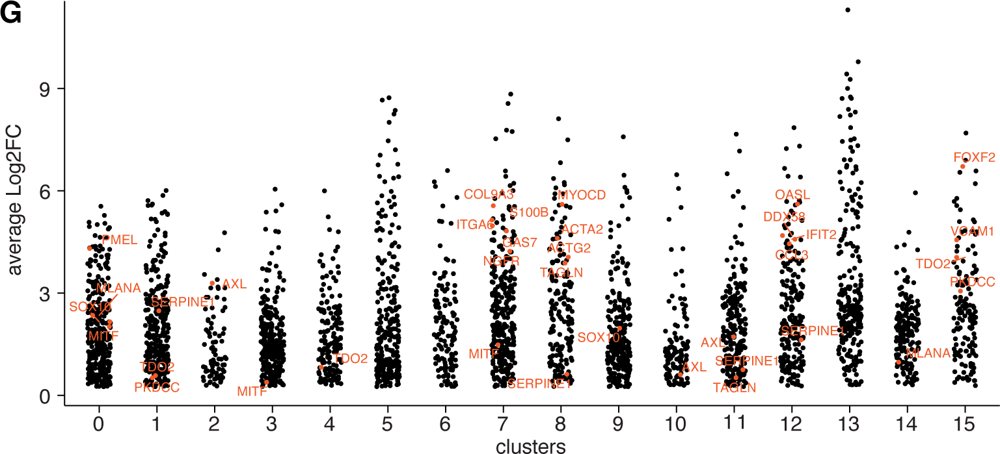 G
average Log2FC
9
6
3
0
PMEL
MLANA
SOX10
MITF
SERPINE1
TDO2
PKDCC
AXL
MITF
TDO2
COL9A3
S100B
ITGA6
GAS7
NGFR
MITF
MYOCD
ACTA2
ACTG2
TAGLN
SERPINE1
SOX10
AXL
AXL
SERPINE1
TAGLN
OASL
DDX58
IFIT2
CCL3
SERPINE1
MLANA
FOXF2
VCAM1
TDO2
PKDCC
0 1 2 3 4 5 6 7 8 9 10 11 12 13 14 15
clusters